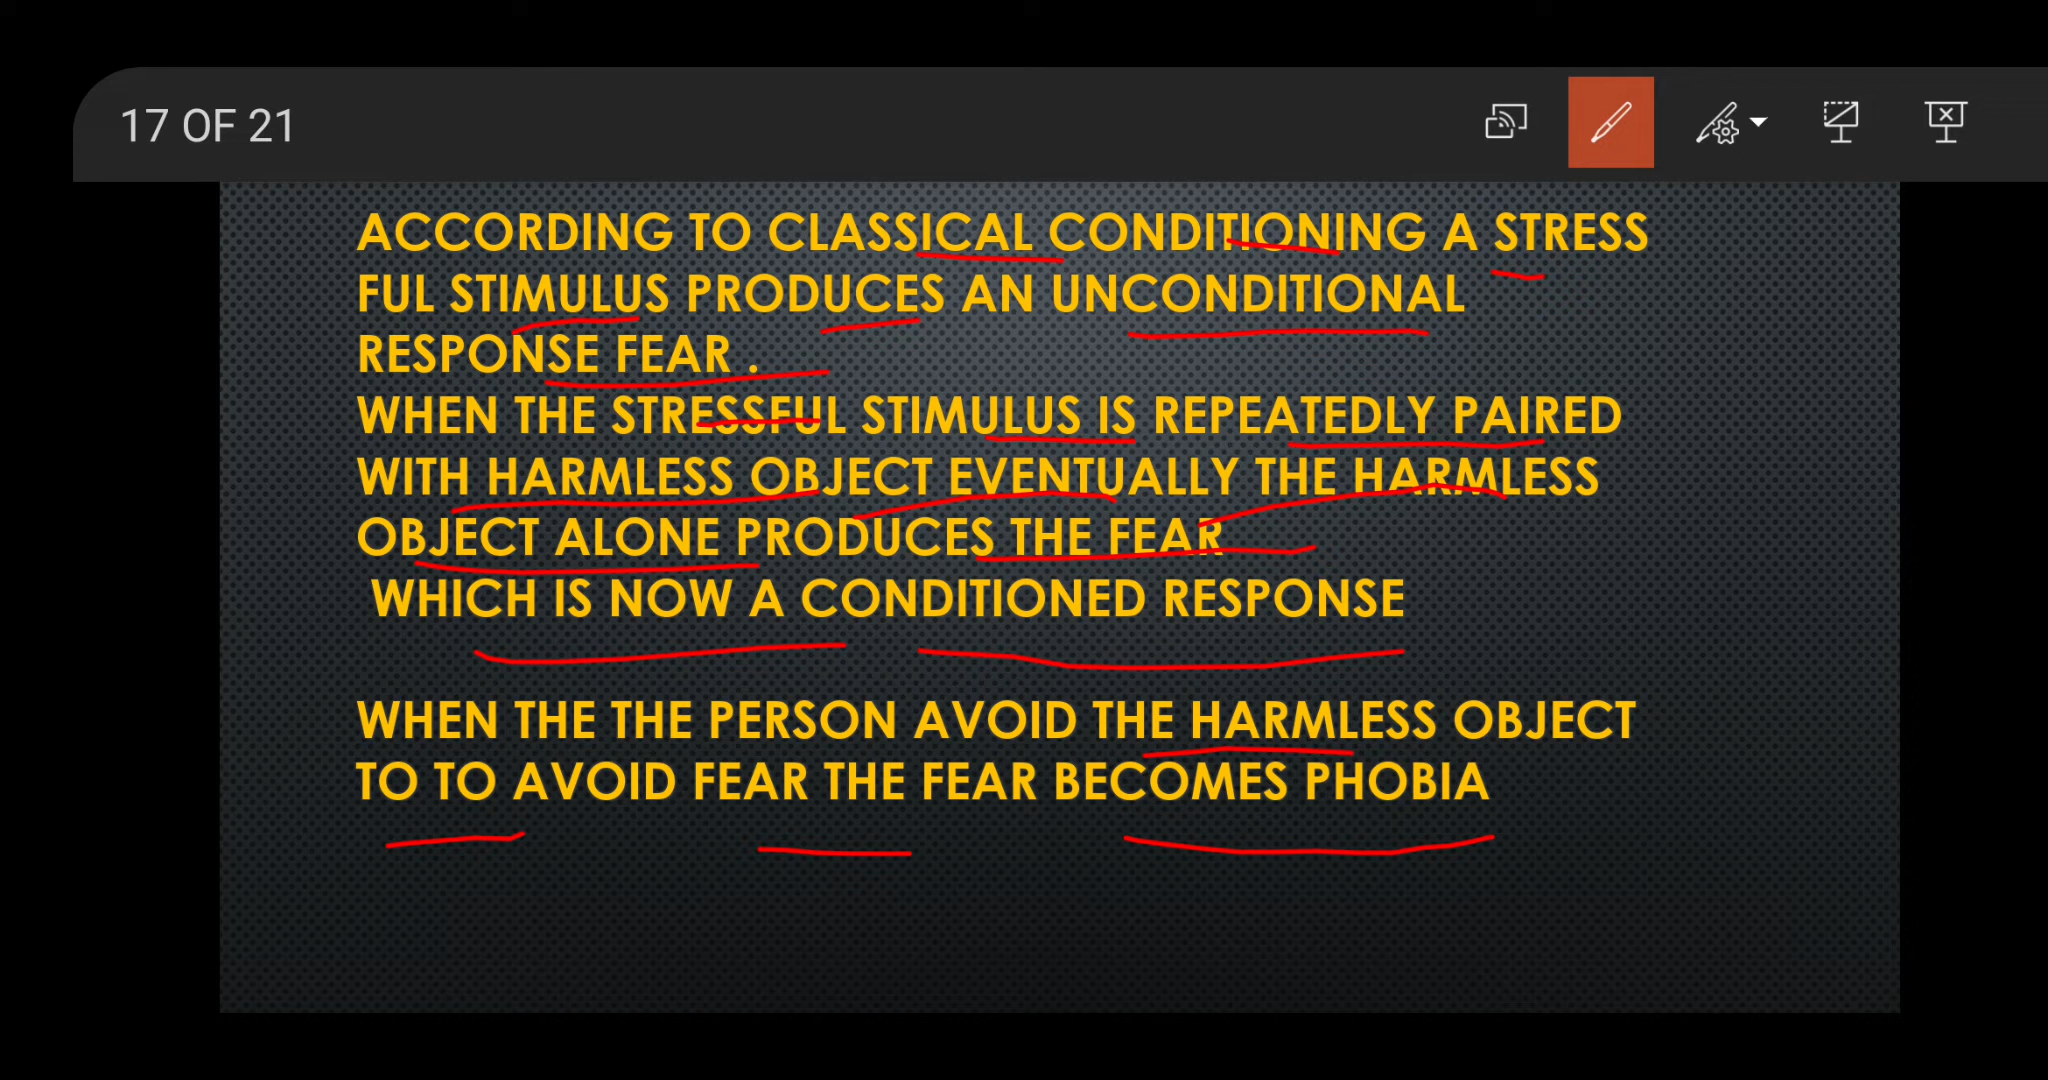 17 OF 21
ACCORDING TO CLASSICAL CONDITIONING A STRESS
FUL STIMULUS PRODUCES AN UNCONDITIONAL
RESPONSE FEAR .
WHEN THE STRESSFUL STIMULUS IS REPEATEDLY PAIRED
WITH HARMLESS OBJECT EVENTUALLY THE HARMLESS
OBJECT ALONE PRODUCES THE FEAR
WHICH IS NOW A CONDITIONED RESPONSE
WHEN THE THE PERSON AVOID THE HARMLESS OBJECT
TO TO AVOID FEAR THE FEAR BECOMES PHOBIA